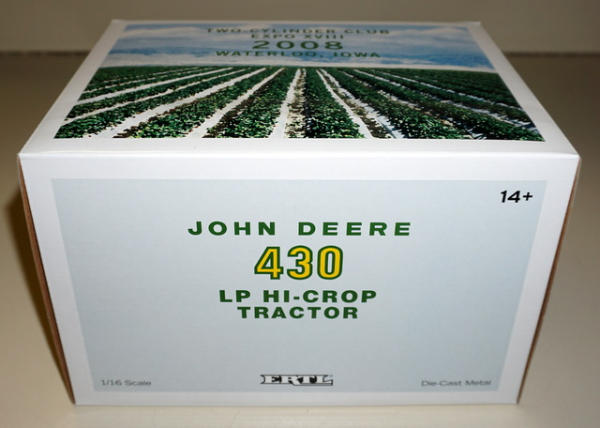 TWO-CYLINDER CLUB
EXPO XVIII
2008
WATERLOO, IOWA
14+
JOHN DEERE
430
LP HI-CROP
TRACTOR
1/16 Scale
ERTL
Die-Cast Metal